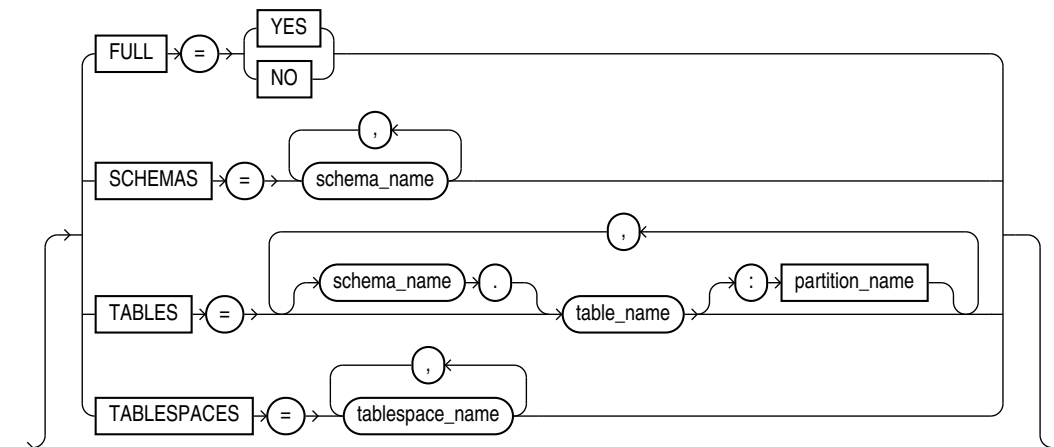 YES
FULL =
NO
,
SCHEMAS = schema_name
,
schema_name . : partition_name
TABLES = table_name
,
TABLESPACES = tablespace_name